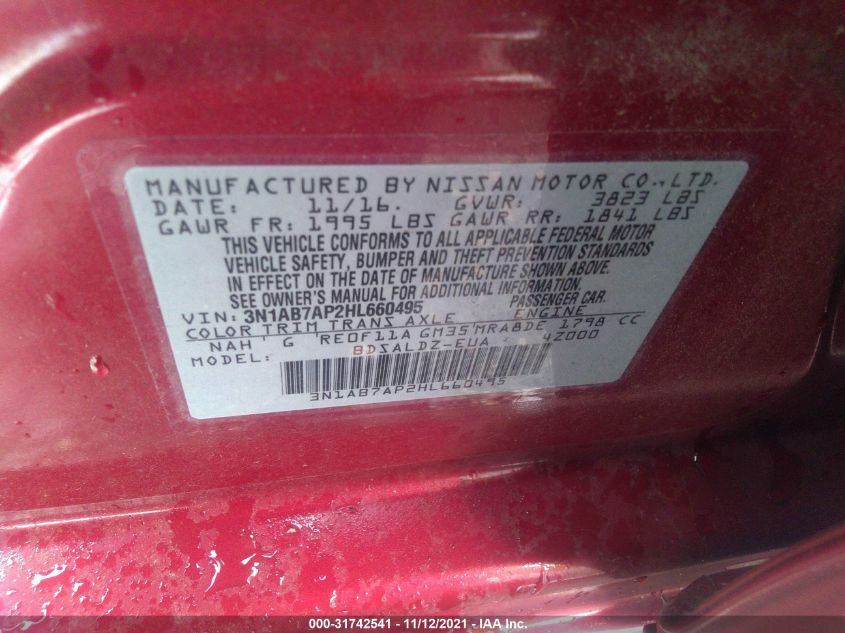 MANUFACTURED BY NISSAN MOTOR CO.,LTD.
DATE: 11/16. GVWR: 3823 LBS
GAWR FR: 1995 LBS GAWR RR: 1841 LBS
THIS VEHICLE CONFORMS TO ALL APPLICABLE FEDERAL MOTOR
VEHICLE SAFETY, BUMPER AND THEFT PREVENTION STANDARDS
IN EFFECT ON THE DATE OF MANUFACTURE SHOWN ABOVE.
SEE OWNER'S MANUAL FOR ADDITIONAL INFORMATION.
VIN: 3N1AB7AP2HL660495 PASSENGER CAR.
COLOR TRIM TRANS AXLE ENGINE
NAH G RE0F11A GM35 MRA8DE 1798 CC
BDSALDZ-EUA 4Z000
3N1AB7AP2HL660495
000-31742541 - 11/12/2021 - IAA Inc.